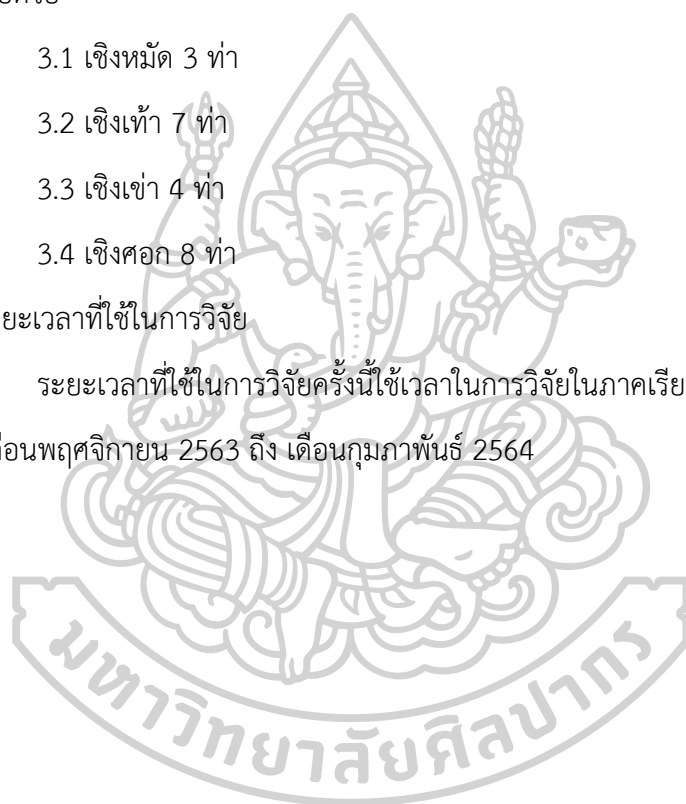 3.1 เชิงหมัด 3 ท่า
3.2 เชิงเท้า 7 ท่า
3.3 เชิงเข่า 4 ท่า
3.4 เชิงศอก 8 ท่า
ยะเวลาที่ใช้ในการวิจัย
ระยะเวลาที่ใช้ในการวิจัยครั้งนี้ใช้เวลาในการวิจัยในภาคเรีย
พฤศจิกายน 2563 ถึง เดือนกุมภาพันธ์ 2564
มหาวิทยาลัยศิลปากร